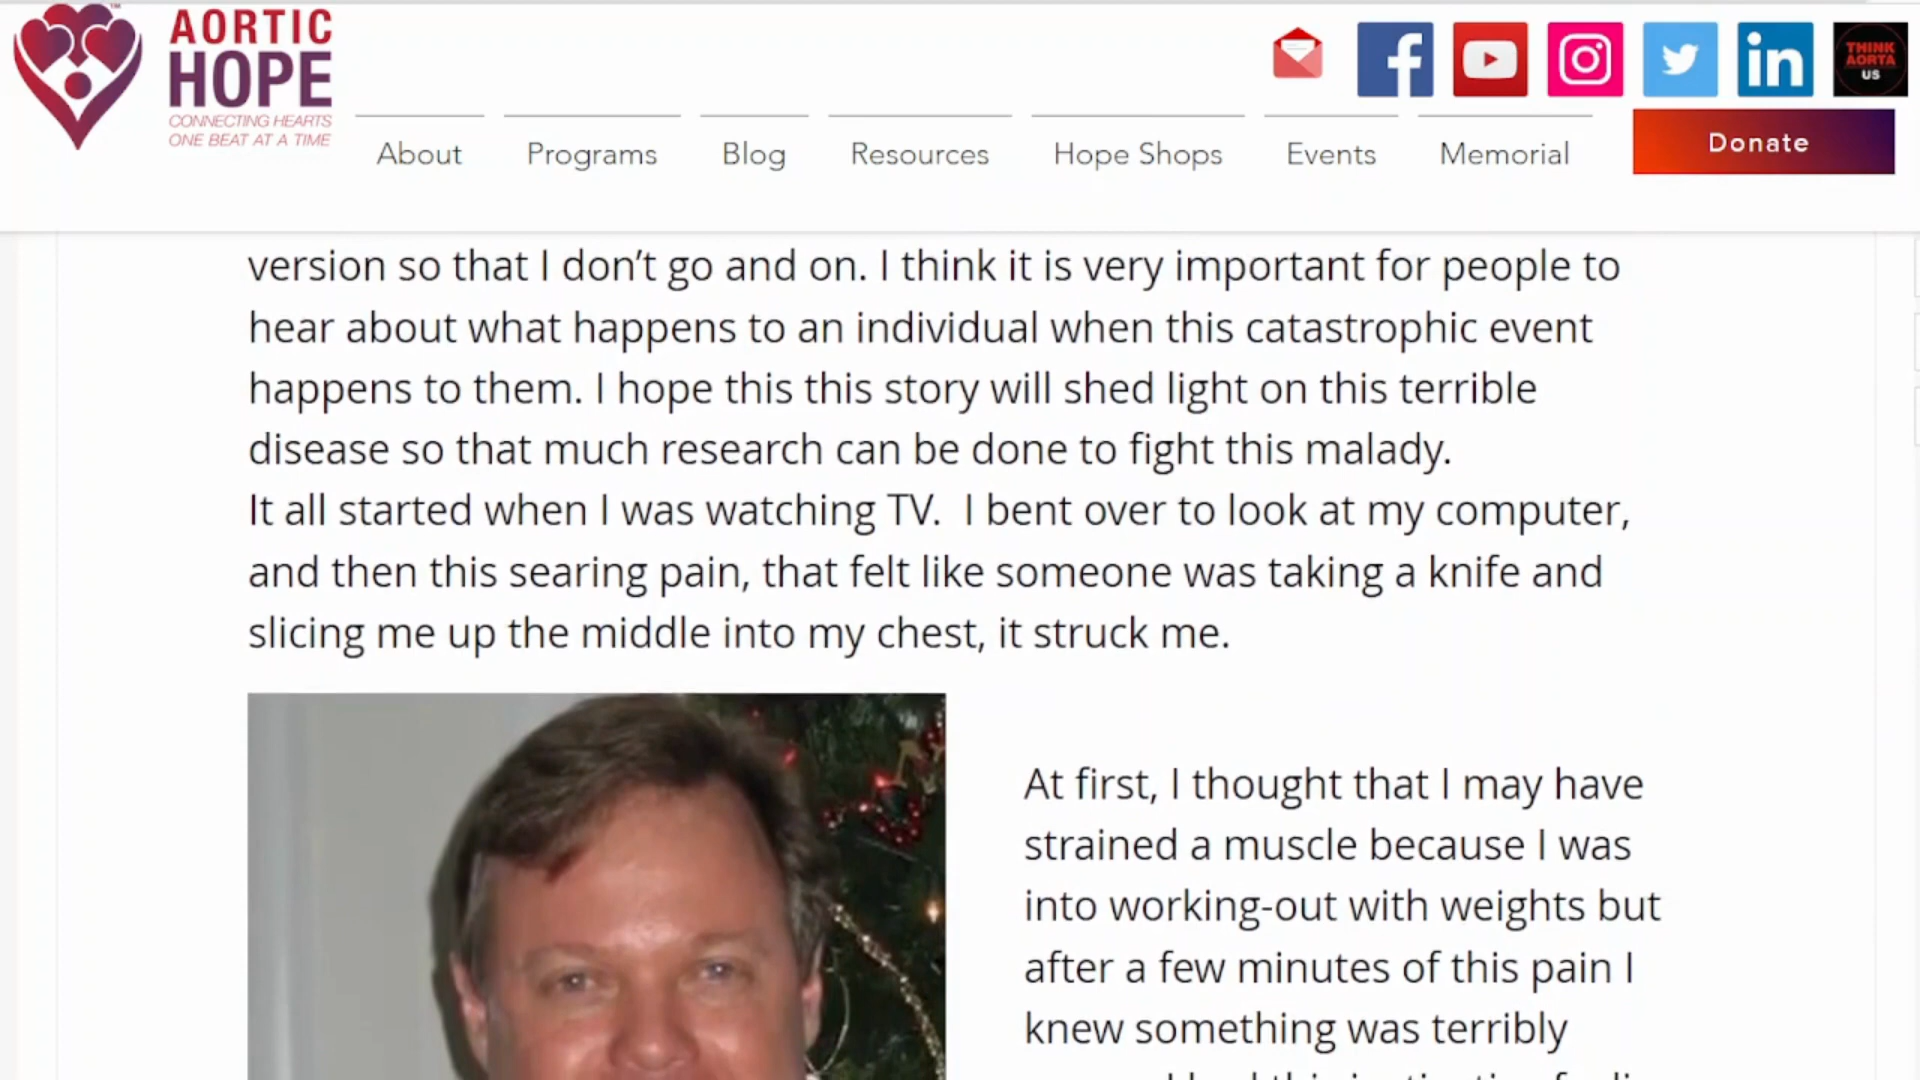 AORTIC
HOPE
CONNECTING HEARTS
ONE BEAT AT A TIME
THINK
AORTA
US
About
Programs
Blog
Resources
Hope Shops
Events
Memorial
Donate
version so that I don’t go and on. I think it is very important for people to
hear about what happens to an individual when this catastrophic event
happens to them. I hope this this story will shed light on this terrible
disease so that much research can be done to fight this malady.
It all started when I was watching TV.  I bent over to look at my computer,
and then this searing pain, that felt like someone was taking a knife and
slicing me up the middle into my chest, it struck me.
At first, I thought that I may have
strained a muscle because I was
into working-out with weights but
after a few minutes of this pain I
knew something was terribly